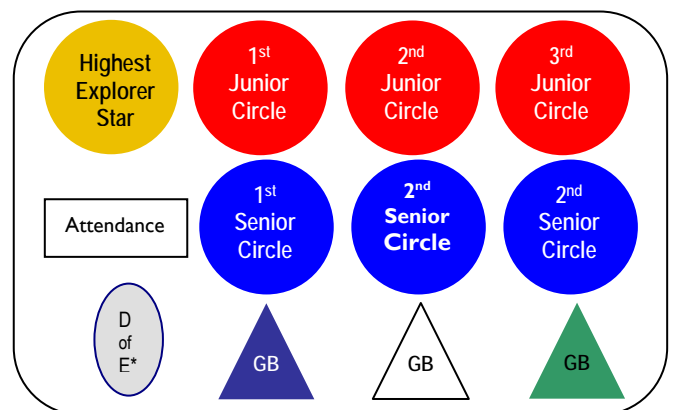 Highest
Explorer
Star
1st
Junior
Circle
2nd
Junior
Circle
3rd
Junior
Circle
Attendance
1st
Senior
Circle
2nd
Senior
Circle
2nd
Senior
Circle
D
of
E*
GB
GB
GB